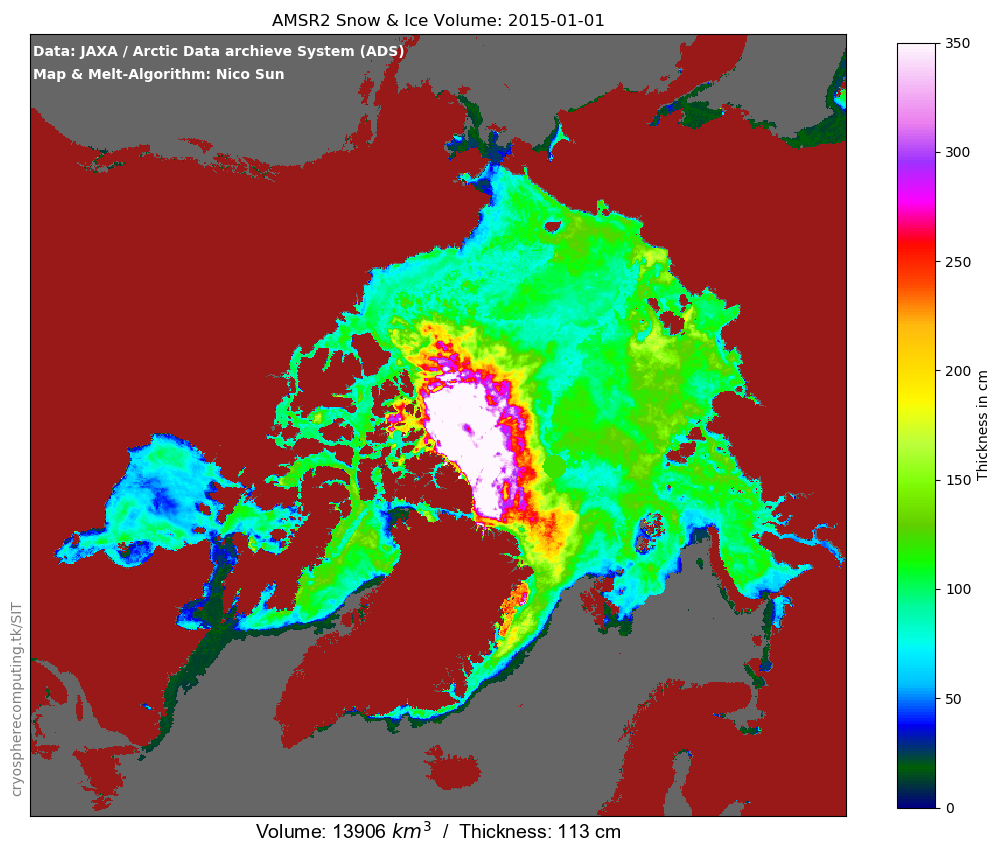 AMSR2 Snow & Ice Volume: 2015-01-01
Data: JAXA / Arctic Data archieve System (ADS)
Map & Melt-Algorithm: Nico Sun
350
300
250
200
150
100
50
0
Thickness in cm
cryospherecomputing.tk/SIT
Volume: 13906 km³ / Thickness: 113 cm